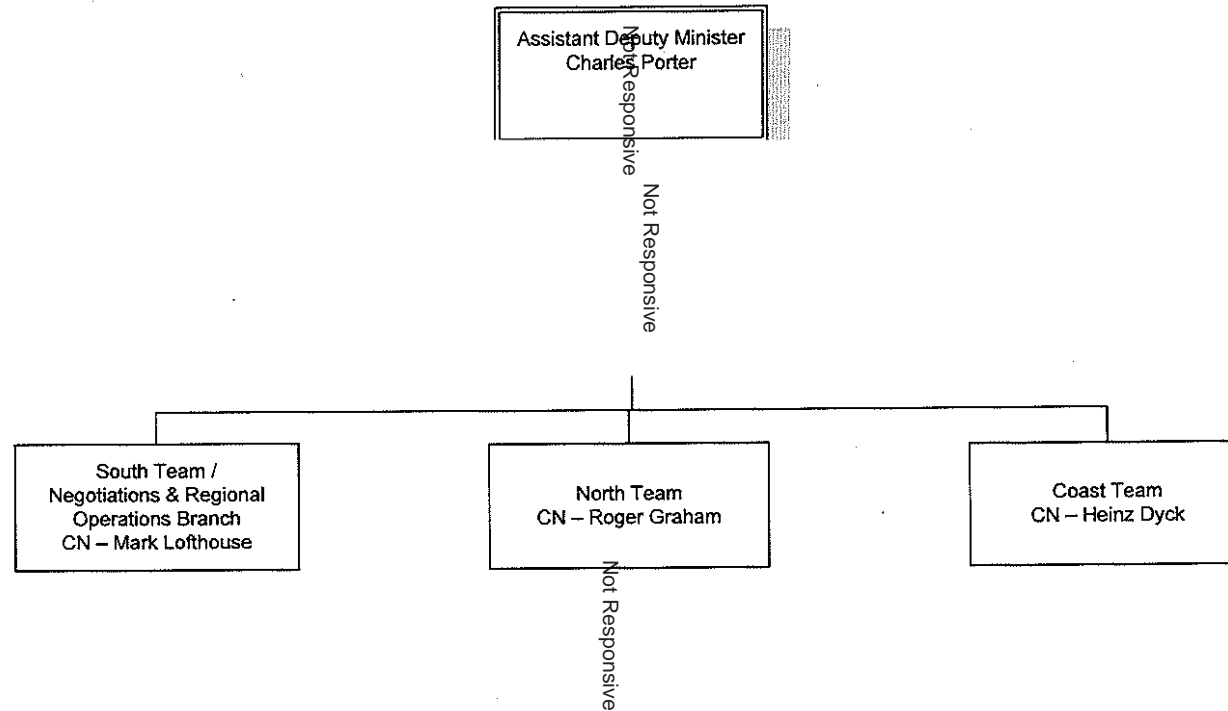 Assistant Deputy Minister
Charles Porter
Not Responsive
Not Responsive
South Team /
Negotiations & Regional
Operations Branch
CN – Mark Lofthouse
North Team
CN – Roger Graham
Coast Team
CN – Heinz Dyck
Not Responsive